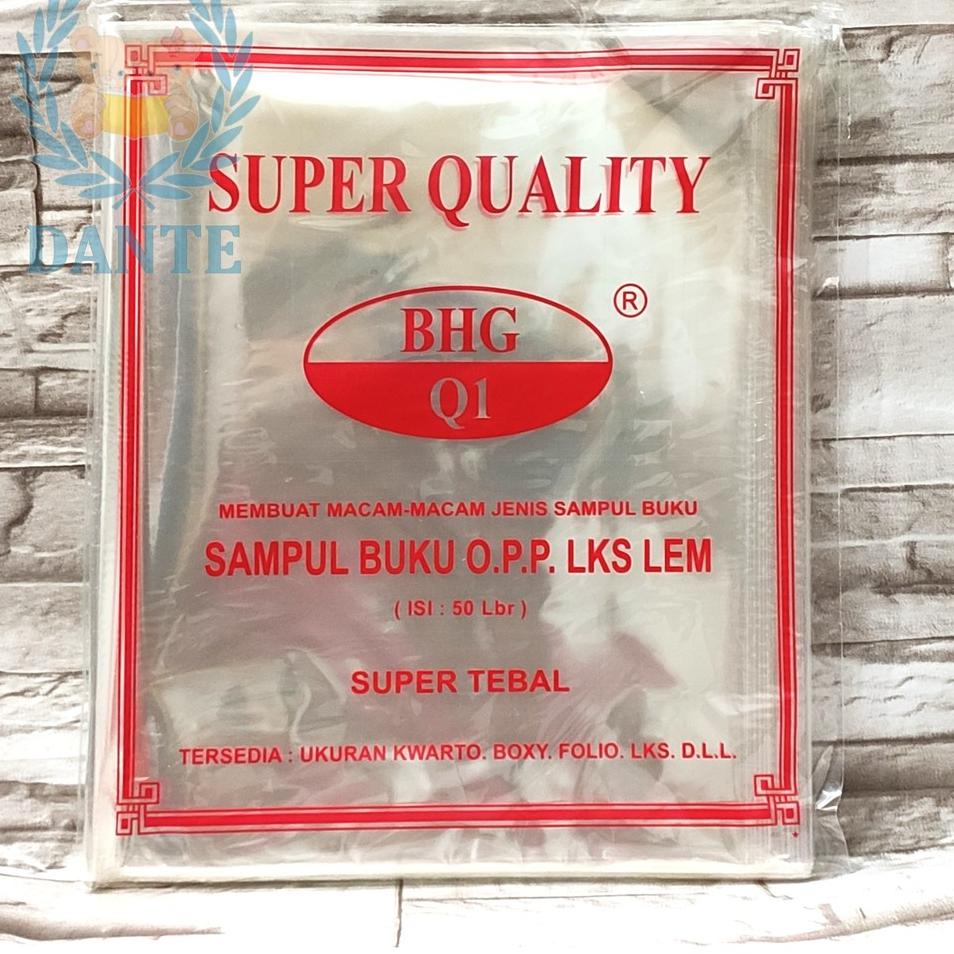 DANTE
SUPER QUALITY
®
BHG
Q1
MEMBUAT MACAM-MACAM JENIS SAMPUL BUKU
SAMPUL BUKU O.P.P. LKS LEM
( ISI : 50 Lbr )
SUPER TEBAL
TERSEDIA : UKURAN KWARTO. BOXY. FOLIO. LKS. D.L.L.